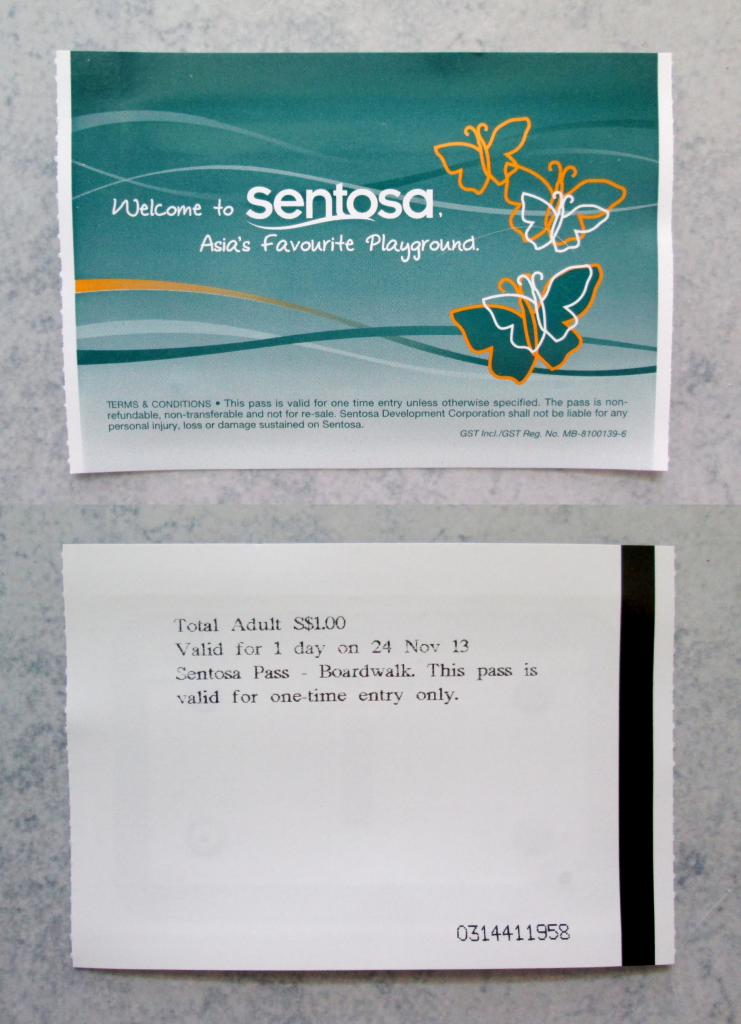 Welcome to sentosa,
Asia's Favourite Playground.
TERMS & CONDITIONS • This pass is valid for one time entry unless otherwise specified. The pass is non-
refundable, non-transferable and not for re-sale. Sentosa Development Corporation shall not be liable for any
personal injury, loss or damage sustained on Sentosa.
GST Incl./GST Reg. No. MB-8100139-6
Total Adult S$1.00
Valid for 1 day on 24 Nov 13
Sentosa Pass - Boardwalk. This pass is
valid for one-time entry only.
0314411958